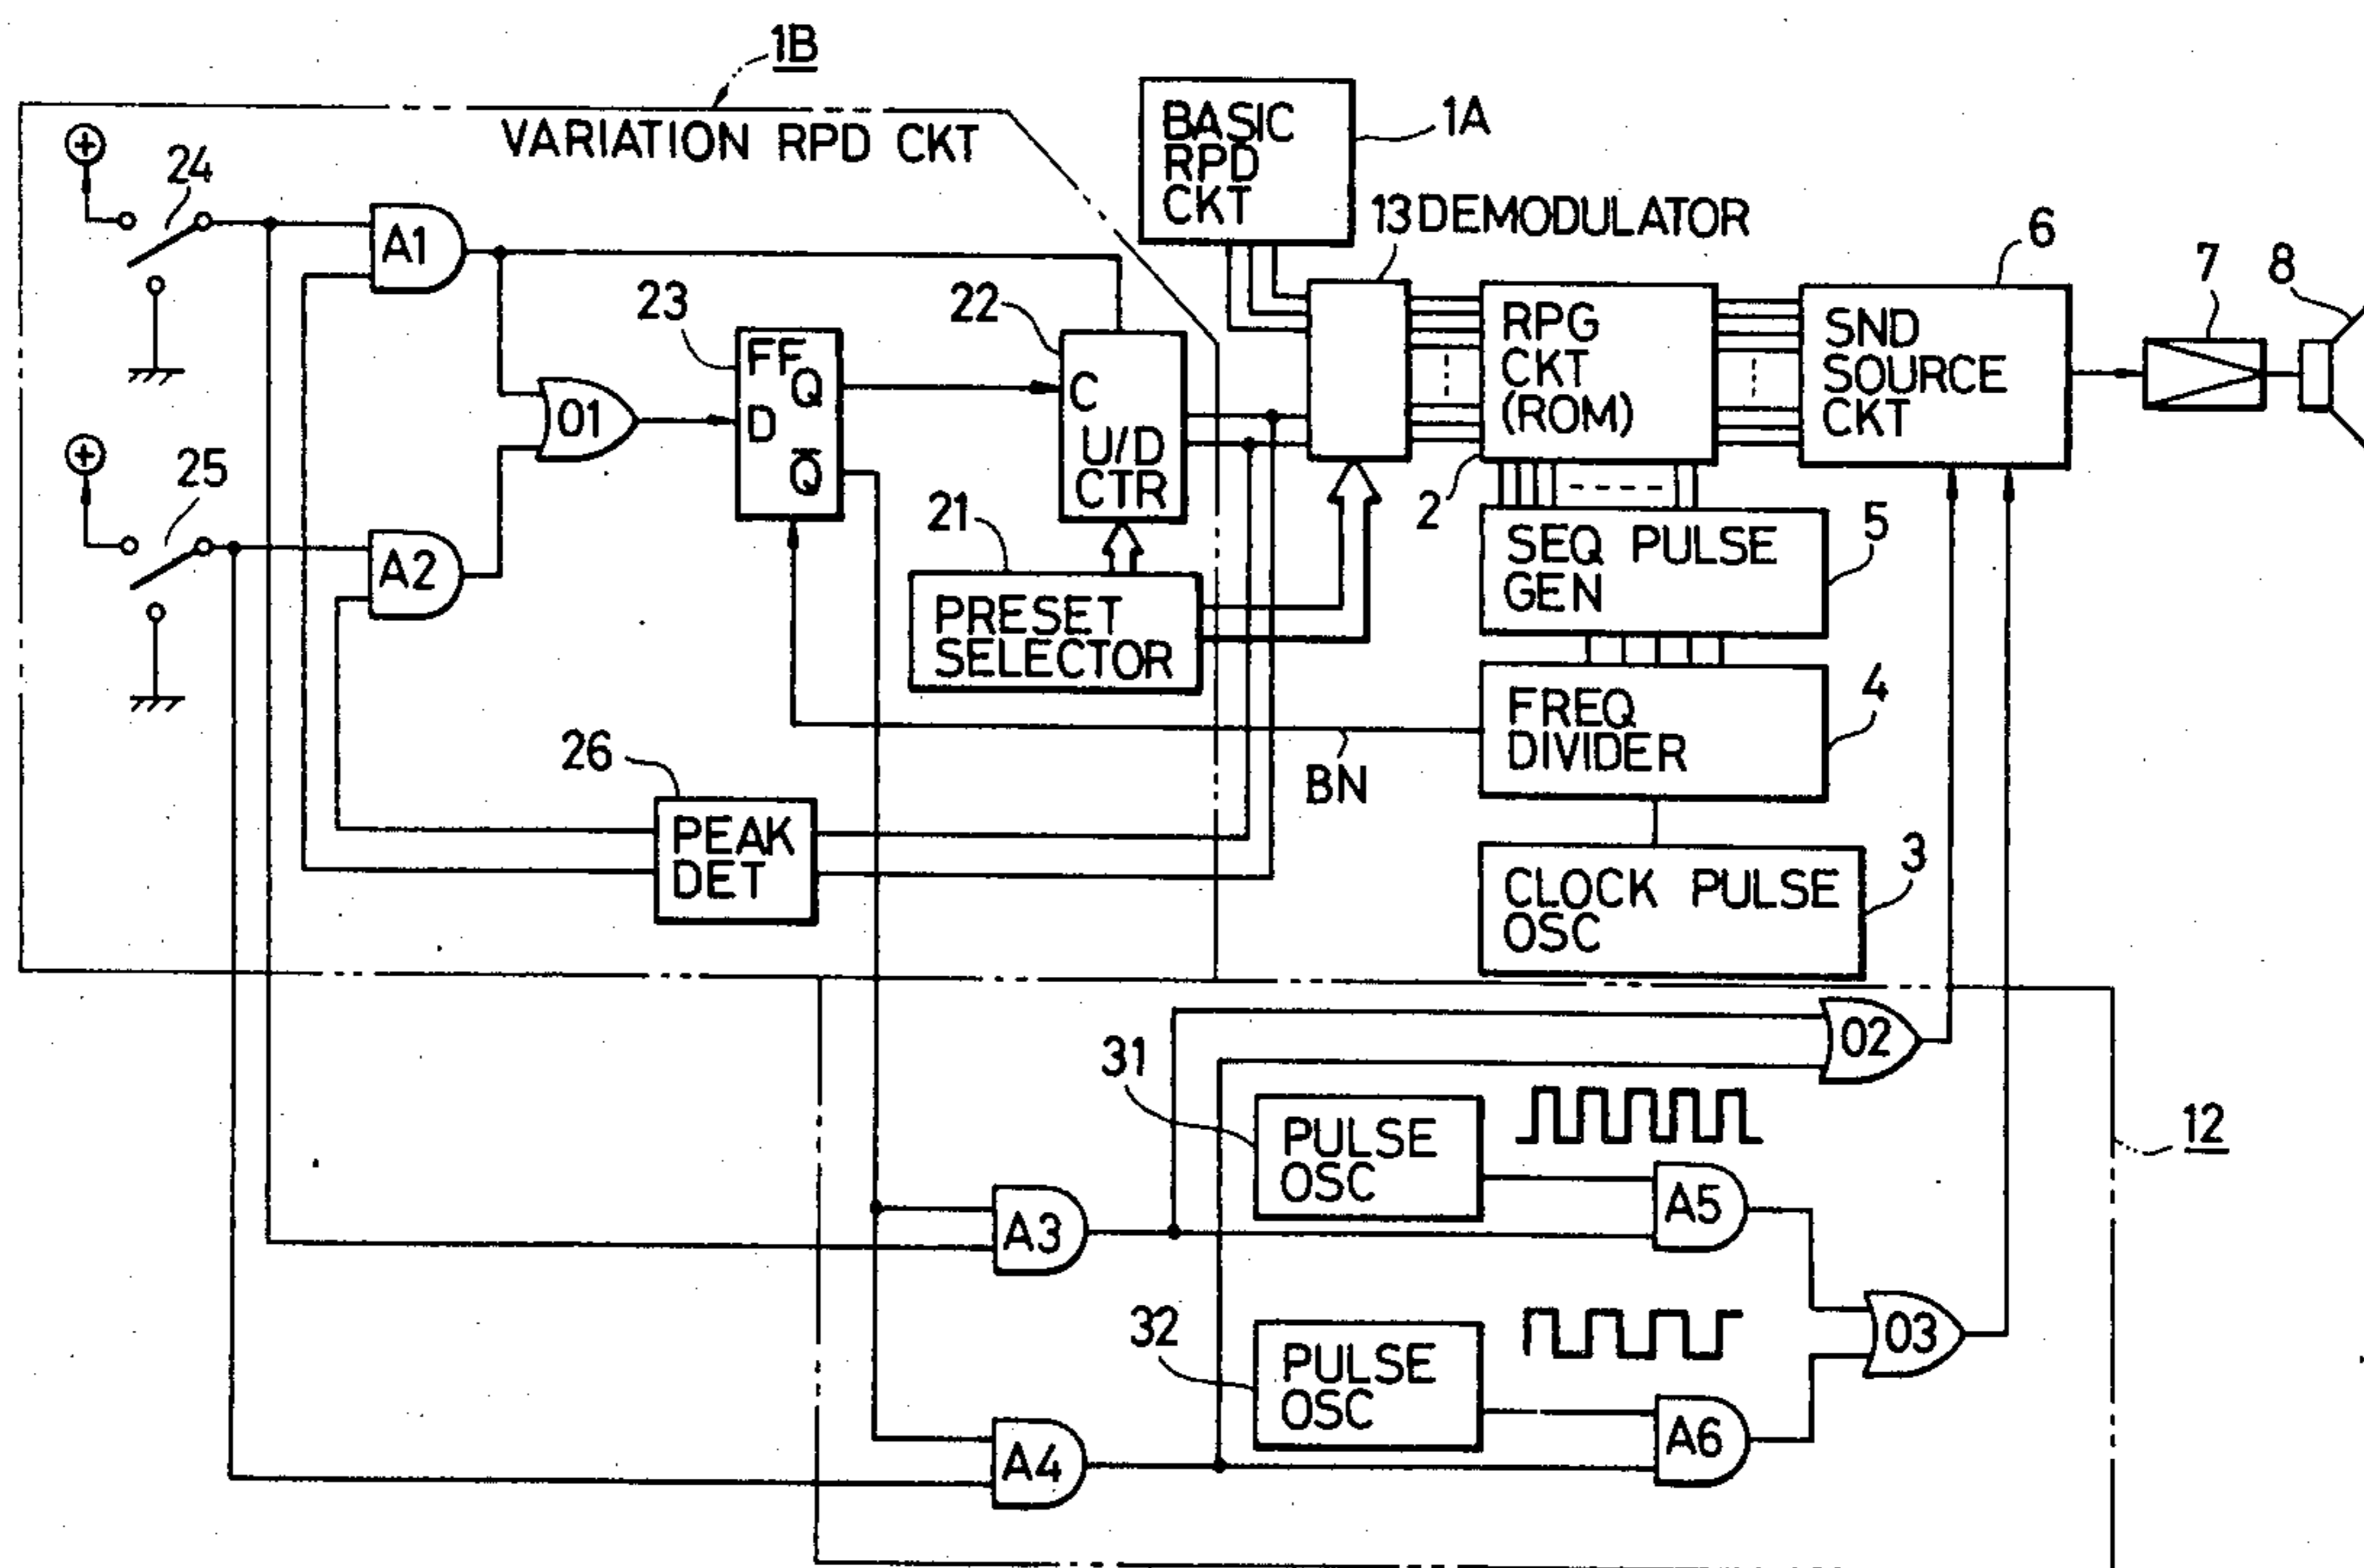 1B
VARIATION RPD CKT
24
25
A1
A2
01
23
FF
Q
D
Q̅
22
C
U/D
CTR
21
PRESET
SELECTOR
26
PEAK
DET
BN
BASIC
RPD
CKT
1A
13 DEMODULATOR
RPG
CKT
(ROM)
2
SND
SOURCE
CKT
6
7
8
SEQ PULSE
GEN
5
FREQ
DIVIDER
4
CLOCK PULSE
OSC
3
02
31
PULSE
OSC
A5
12
A3
32
PULSE
OSC
03
A4
A6